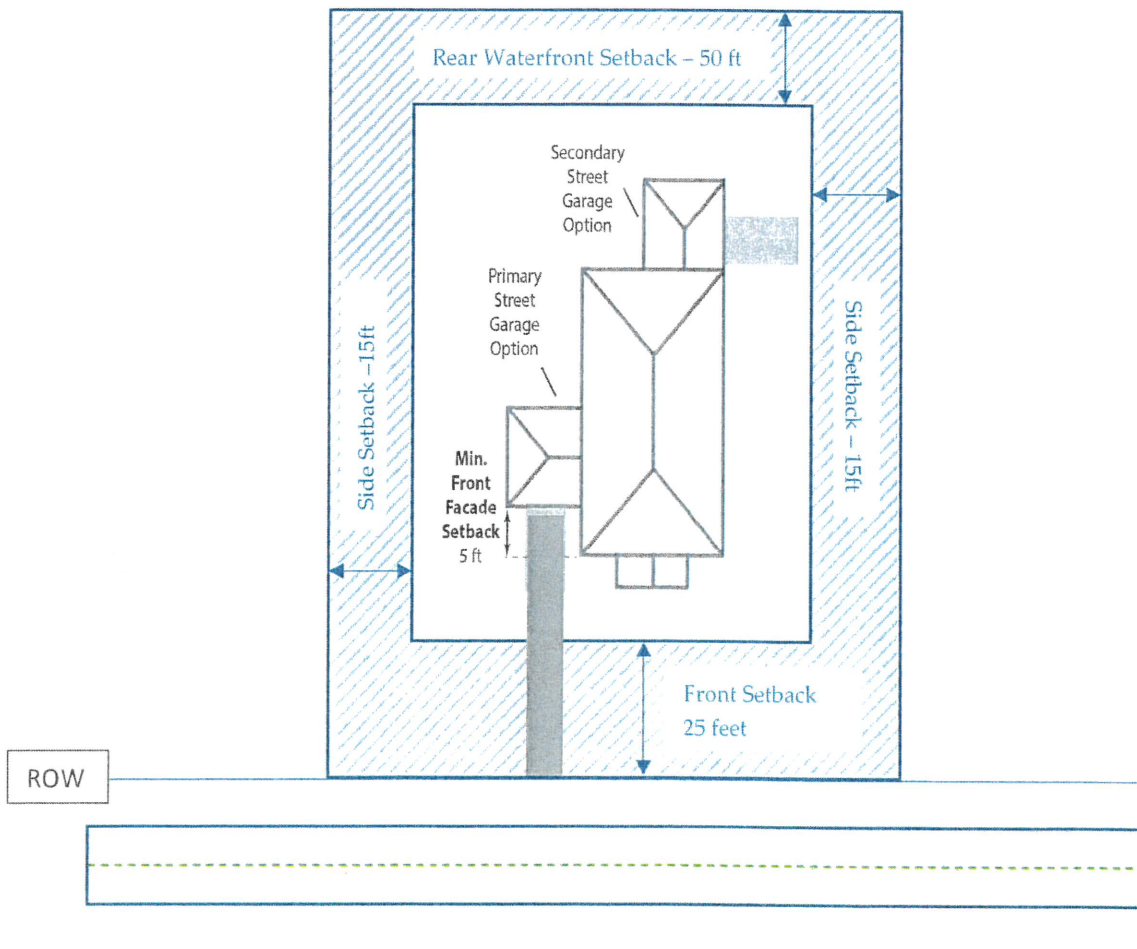 Rear Waterfront Setback – 50 ft
Secondary
Street
Garage
Option
Primary
Street
Garage
Option
Side Setback –15ft
Side Setback – 15ft
Min.
Front
Facade
Setback
5 ft
Front Setback
25 feet
ROW